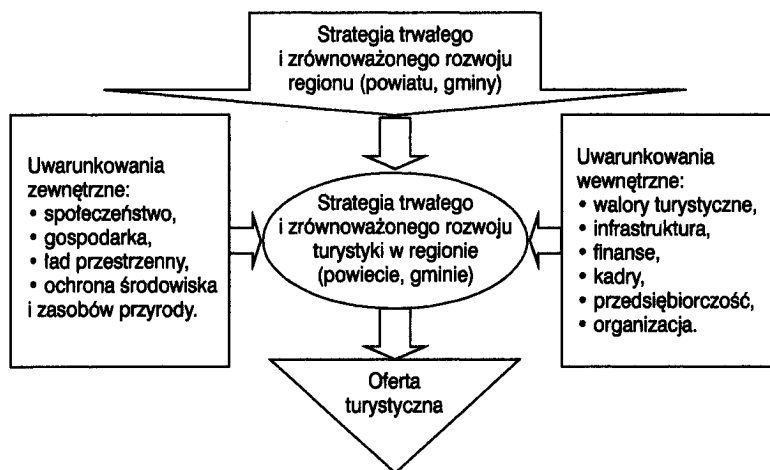 Strategia trwałego
i zrównoważonego rozwoju
regionu (powiatu, gminy)
Uwarunkowania
zewnętrzne:
• społeczeństwo,
• gospodarka,
• ład przestrzenny,
• ochrona środowiska
i zasobów przyrody.
Strategia trwałego
i zrównoważonego rozwoju
turystyki w regionie
(powiecie, gminie)
Uwarunkowania
wewnętrzne:
• walory turystyczne,
• infrastruktura,
• finanse,
• kadry,
• przedsiębiorczość,
• organizacja.
Oferta
turystyczna